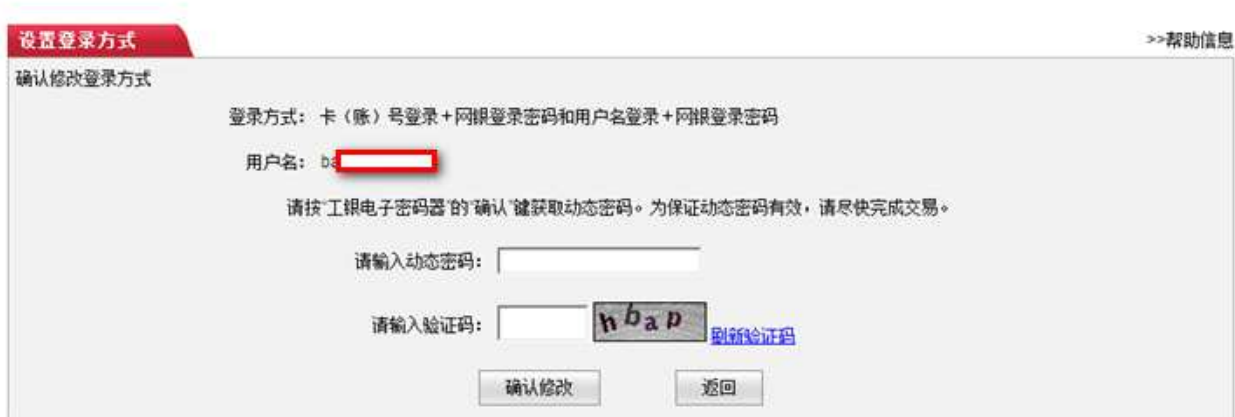 设置登录方式
>>帮助信息
确认修改登录方式
登录方式: 卡（账）号登录+网银登录密码和用户名登录+网银登录密码
用户名: ba
请按“工银电子密码器”的“确认”键获取动态密码。为保证动态密码有效，请尽快完成交易。
请输入动态密码:
请输入验证码:
hbap
刷新验证码
确认修改
返回